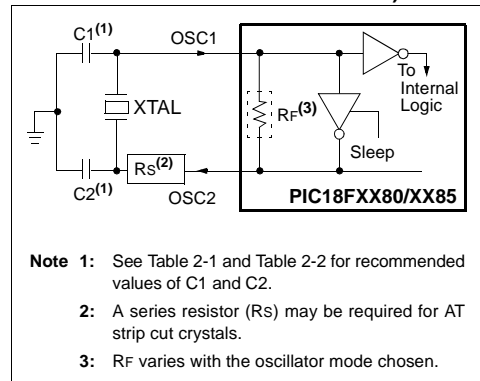 C1(1)
OSC1
To
Internal
Logic
XTAL
RF(3)
Sleep
C2(1)
RS(2)
OSC2
PIC18FXX80/XX85
Note 1: See Table 2-1 and Table 2-2 for recommended
values of C1 and C2.
2: A series resistor (RS) may be required for AT
strip cut crystals.
3: RF varies with the oscillator mode chosen.